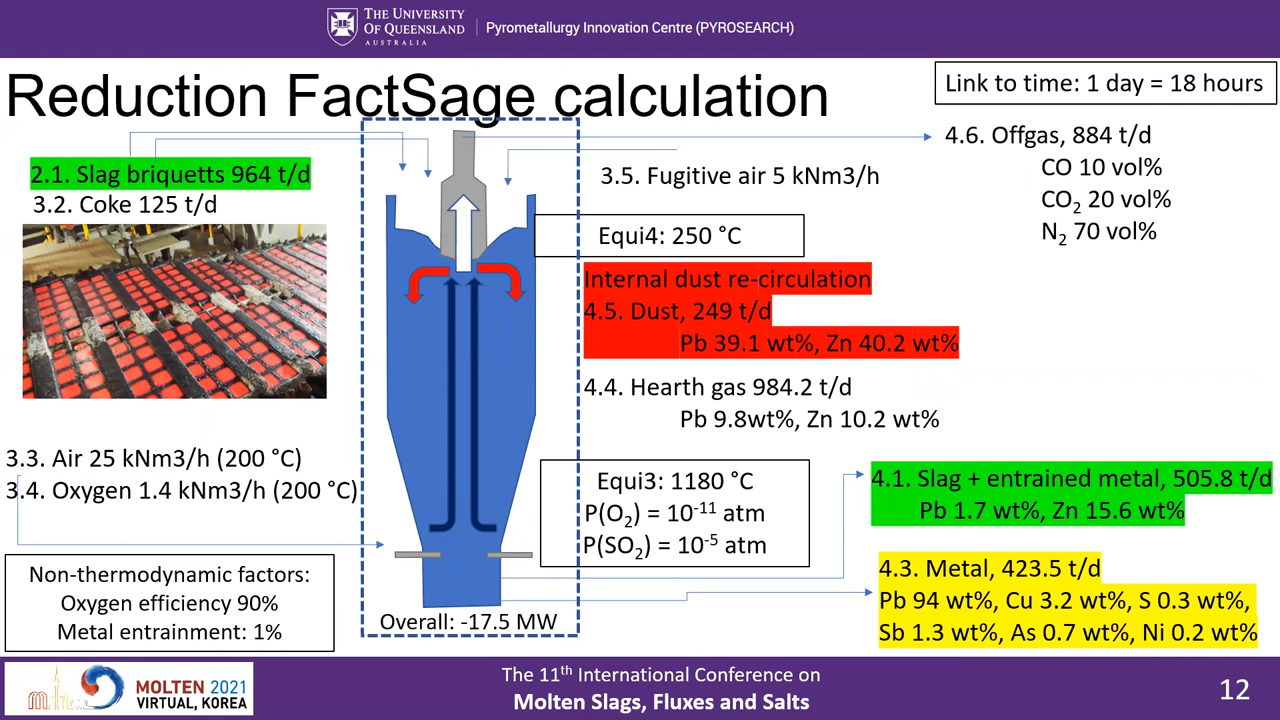 THE UNIVERSITY
OF QUEENSLAND
AUSTRALIA
Pyrometallurgy Innovation Centre (PYROSEARCH)
Reduction FactSage calculation
Link to time: 1 day = 18 hours
2.1. Slag briquetts 964 t/d
3.2. Coke 125 t/d
3.5. Fugitive air 5 kNm3/h
4.6. Offgas, 884 t/d
CO 10 vol%
CO₂ 20 vol%
N₂ 70 vol%
Equi4: 250 °C
Internal dust re-circulation
4.5. Dust, 249 t/d
Pb 39.1 wt%, Zn 40.2 wt%
4.4. Hearth gas 984.2 t/d
Pb 9.8wt%, Zn 10.2 wt%
3.3. Air 25 kNm3/h (200 °C)
3.4. Oxygen 1.4 kNm3/h (200 °C)
Equi3: 1180 °C
P(O₂) = 10⁻¹¹ atm
P(SO₂) = 10⁻⁵ atm
4.1. Slag + entrained metal, 505.8 t/d
Pb 1.7 wt%, Zn 15.6 wt%
4.3. Metal, 423.5 t/d
Pb 94 wt%, Cu 3.2 wt%, S 0.3 wt%,
Sb 1.3 wt%, As 0.7 wt%, Ni 0.2 wt%
Non-thermodynamic factors:
Oxygen efficiency 90%
Metal entrainment: 1%
Overall: -17.5 MW
MOLTEN 2021
VIRTUAL, KOREA
The 11th International Conference on
Molten Slags, Fluxes and Salts
12